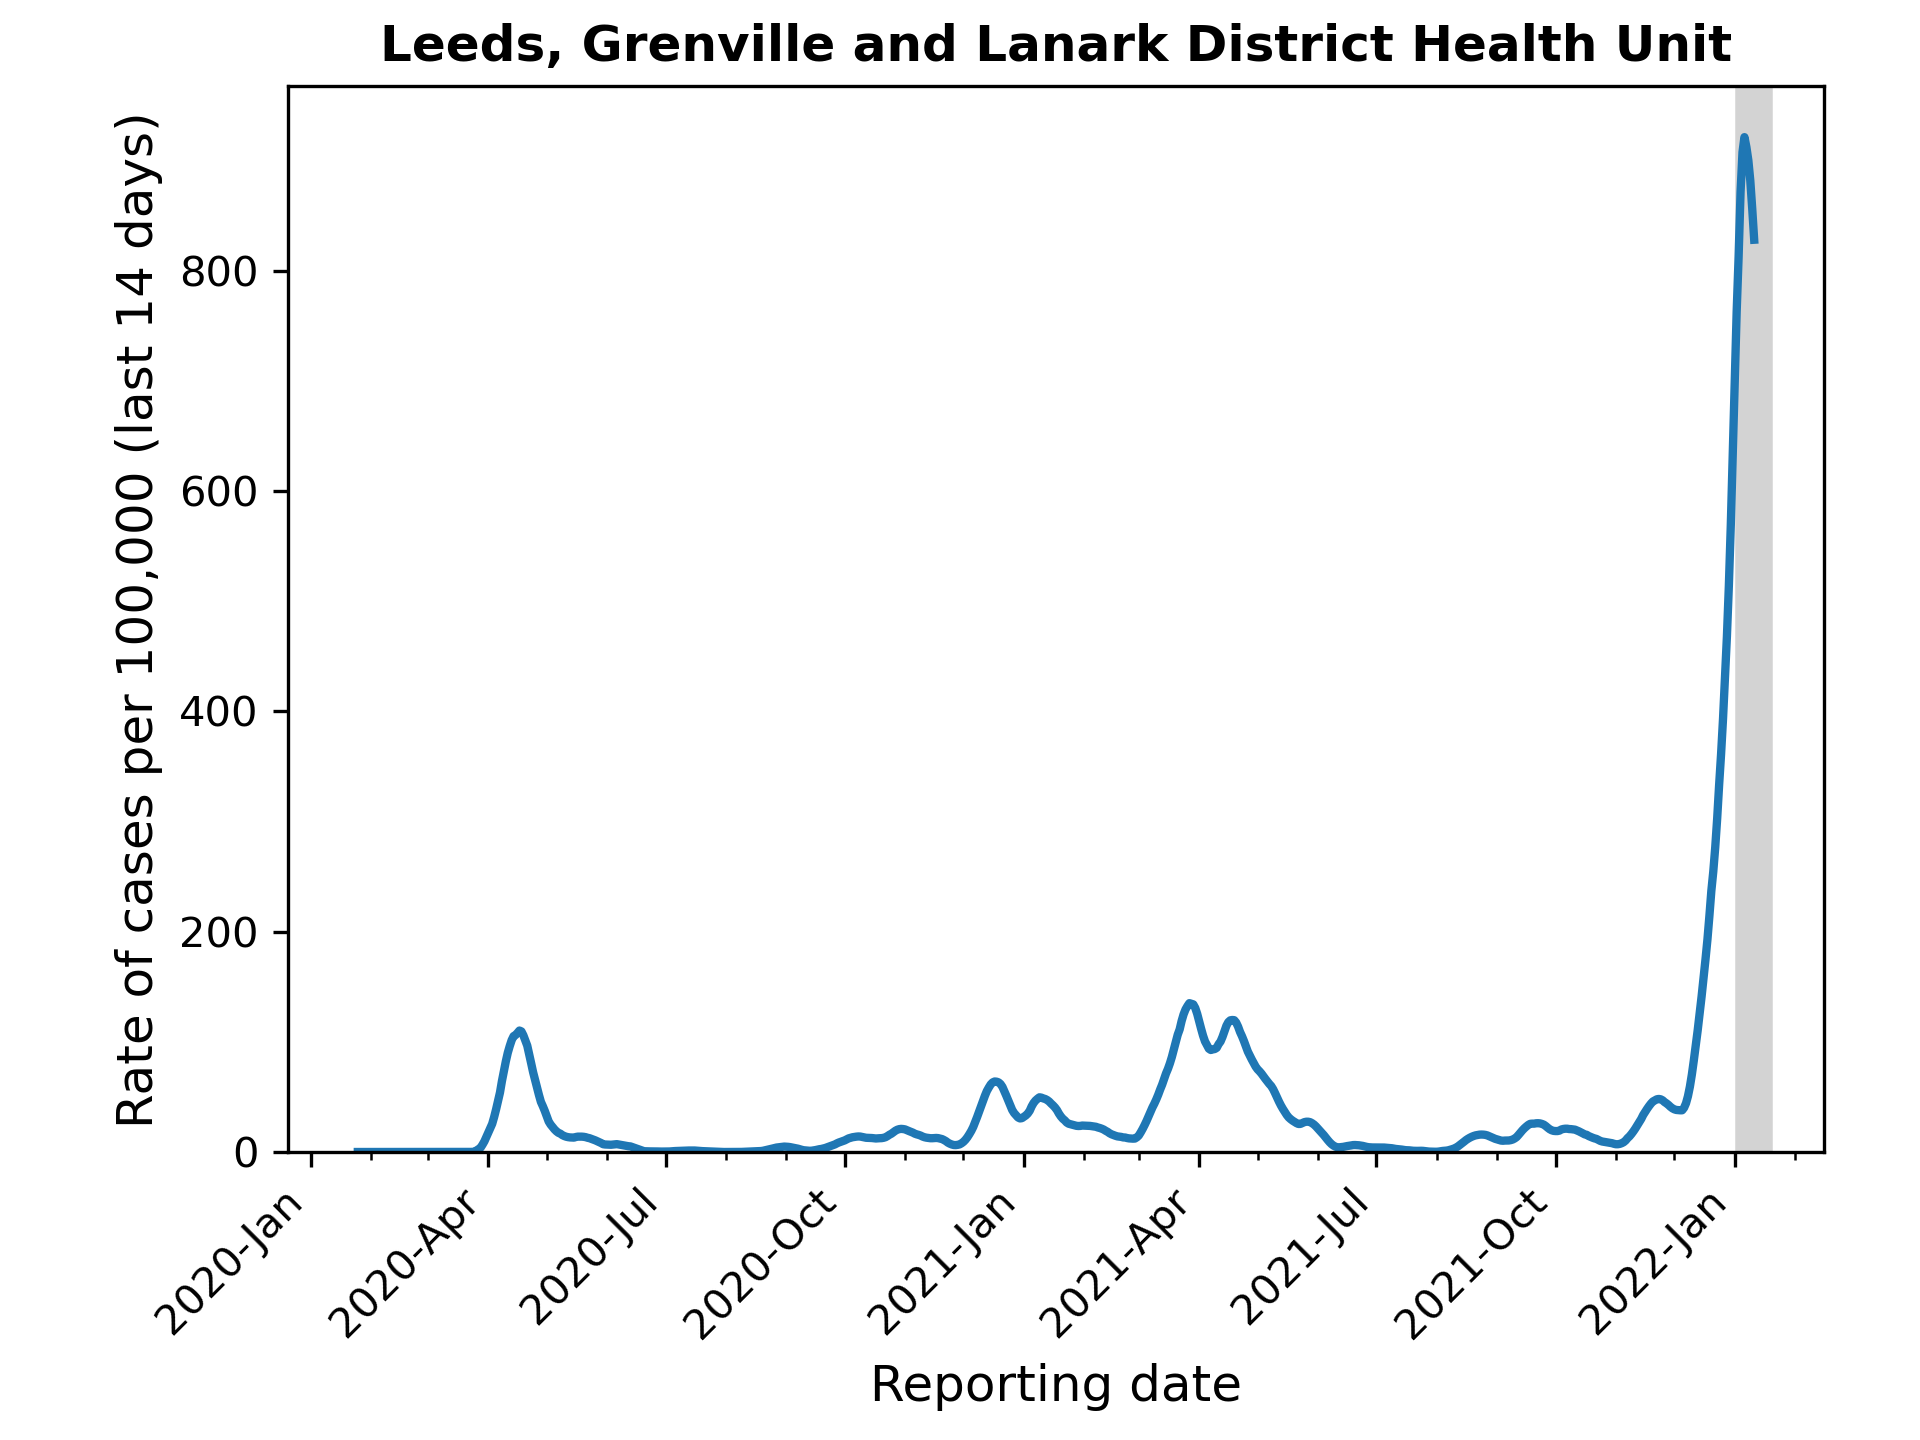 Leeds, Grenville and Lanark District Health Unit
Rate of cases per 100,000 (last 14 days)
800
600
400
200
0
2020-Jan
2020-Apr
2020-Jul
2020-Oct
2021-Jan
2021-Apr
2021-Jul
2021-Oct
2022-Jan
Reporting date